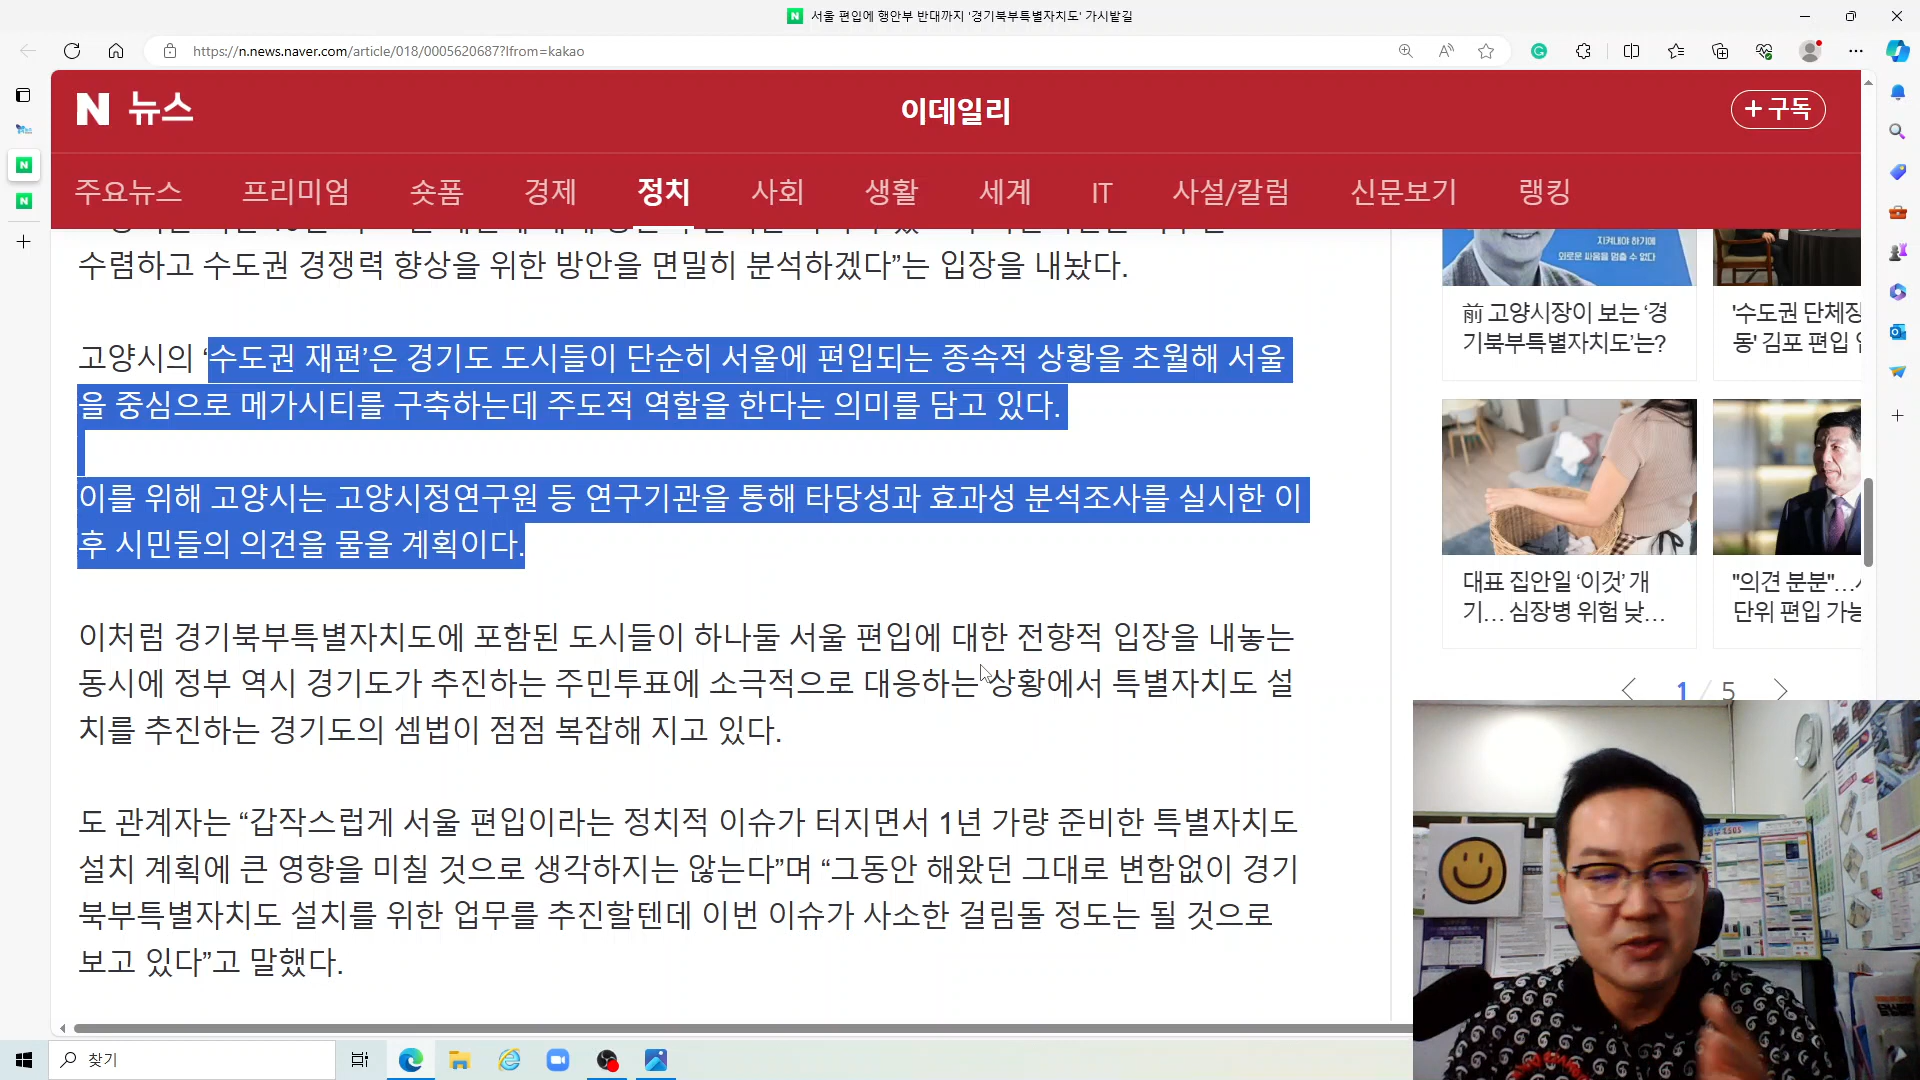 서울 편입에 행안부 반대까지 '경기북부특별자치도' 가시밭길
https://n.news.naver.com/article/018/0005620687?lfrom=kakao
N 뉴스
이데일리
+ 구독
주요뉴스 프리미엄 숏폼 경제 정치 사회 생활 세계 IT 사설/칼럼 신문보기 랭킹
수렴하고 수도권 경쟁력 향상을 위한 방안을 면밀히 분석하겠다”는 입장을 내놨다.
고양시의 ‘수도권 재편’은 경기도 도시들이 단순히 서울에 편입되는 종속적 상황을 초월해 서울
을 중심으로 메가시티를 구축하는데 주도적 역할을 한다는 의미를 담고 있다.
이를 위해 고양시는 고양시정연구원 등 연구기관을 통해 타당성과 효과성 분석조사를 실시한 이
후 시민들의 의견을 물을 계획이다.
이처럼 경기북부특별자치도에 포함된 도시들이 하나둘 서울 편입에 대한 전향적 입장을 내놓는
동시에 정부 역시 경기도가 추진하는 주민투표에 소극적으로 대응하는 상황에서 특별자치도 설
치를 추진하는 경기도의 셈법이 점점 복잡해 지고 있다.
도 관계자는 “갑작스럽게 서울 편입이라는 정치적 이슈가 터지면서 1년 가량 준비한 특별자치도
설치 계획에 큰 영향을 미칠 것으로 생각하지는 않는다”며 “그동안 해왔던 그대로 변함없이 경기
북부특별자치도 설치를 위한 업무를 추진할텐데 이번 이슈가 사소한 걸림돌 정도는 될 것으로
보고 있다”고 말했다.
지켜내야 하기에
외로운 싸움을 멈출 수 없다
前 고양시장이 보는 ‘경
기북부특별자치도’는?
'수도권 단체장
동' 김포 편입
대표 집안일 ‘이것’ 개
기… 심장병 위험 낮…
"의견 분분"…
단위 편입 가능
1 / 5
찾기